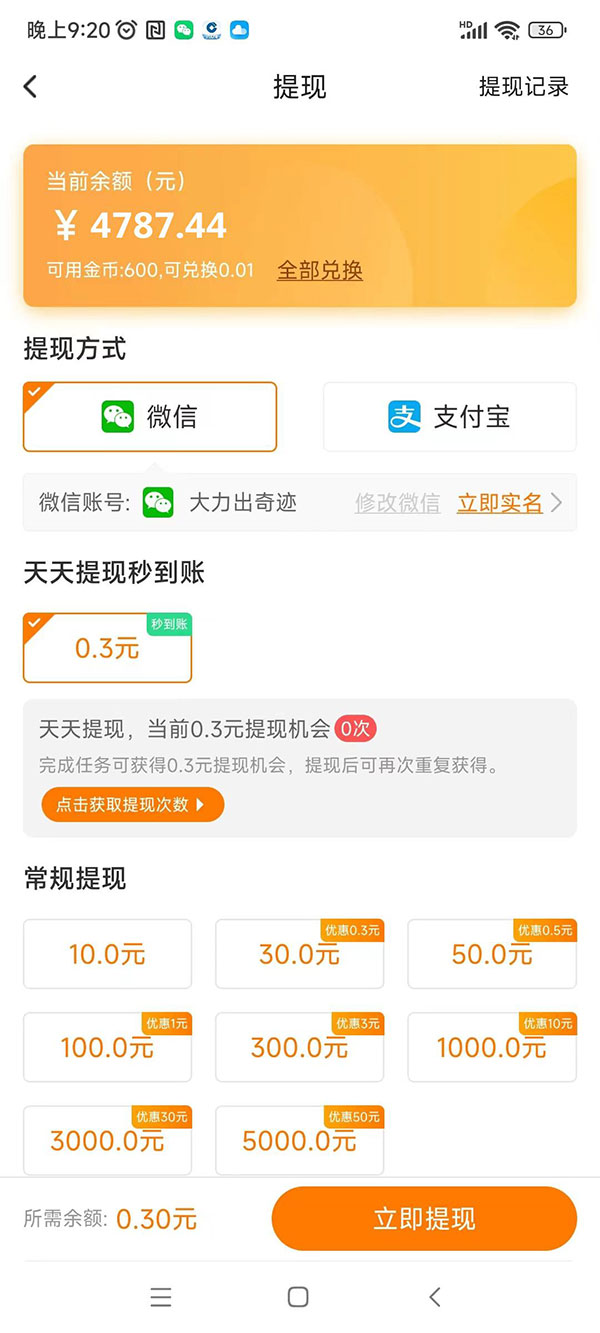 晚上9:20
HD
36
提现
提现记录
当前余额（元）
￥ 4787.44
可用金币:600,可兑换0.01 全部兑换
提现方式
微信
支付宝
微信账号: 大力出奇迹 修改微信 立即实名
天天提现秒到账
秒到账
0.3元
天天提现，当前0.3元提现机会 0次
完成任务可获得0.3元提现机会，提现后可再次重复获得。
点击获取提现次数
常规提现
10.0元
优惠0.3元
30.0元
优惠0.5元
50.0元
优惠1元
100.0元
优惠3元
300.0元
优惠10元
1000.0元
优惠30元
3000.0元
优惠50元
5000.0元
所需余额: 0.30元
立即提现